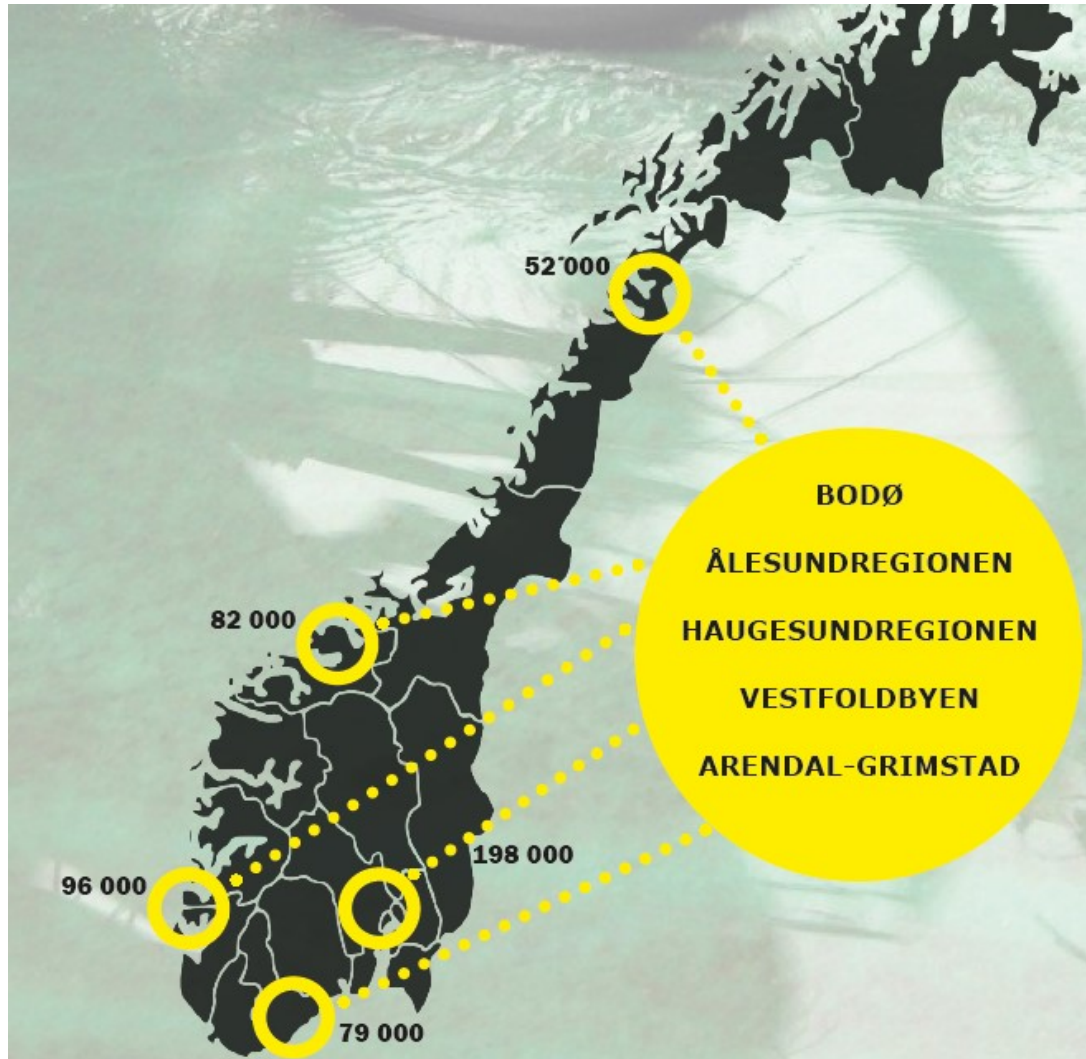 52 000
BODØ
ÅLESUNDREGIONEN
82 000
HAUGESUNDREGIONEN
VESTFOLDBYEN
ARENDAL-GRIMSTAD
198 000
96 000
79 000